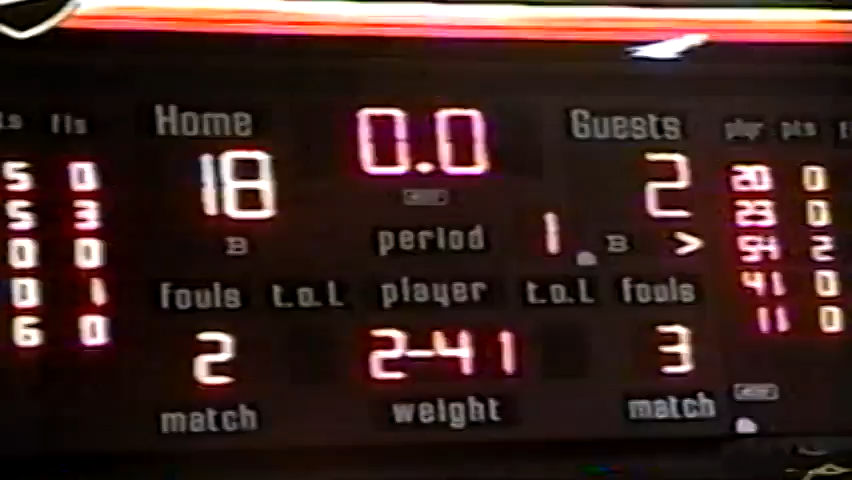 Home 0.0 Guests
fls plyr pts
18 2
5 0 20 0
5 3 23 0
B period 1 B >
0 0 54 2
fouls t.o.l. player t.o.l. fouls
0 1 41 0
6 0 11 0
2 2-41 3
match weight match